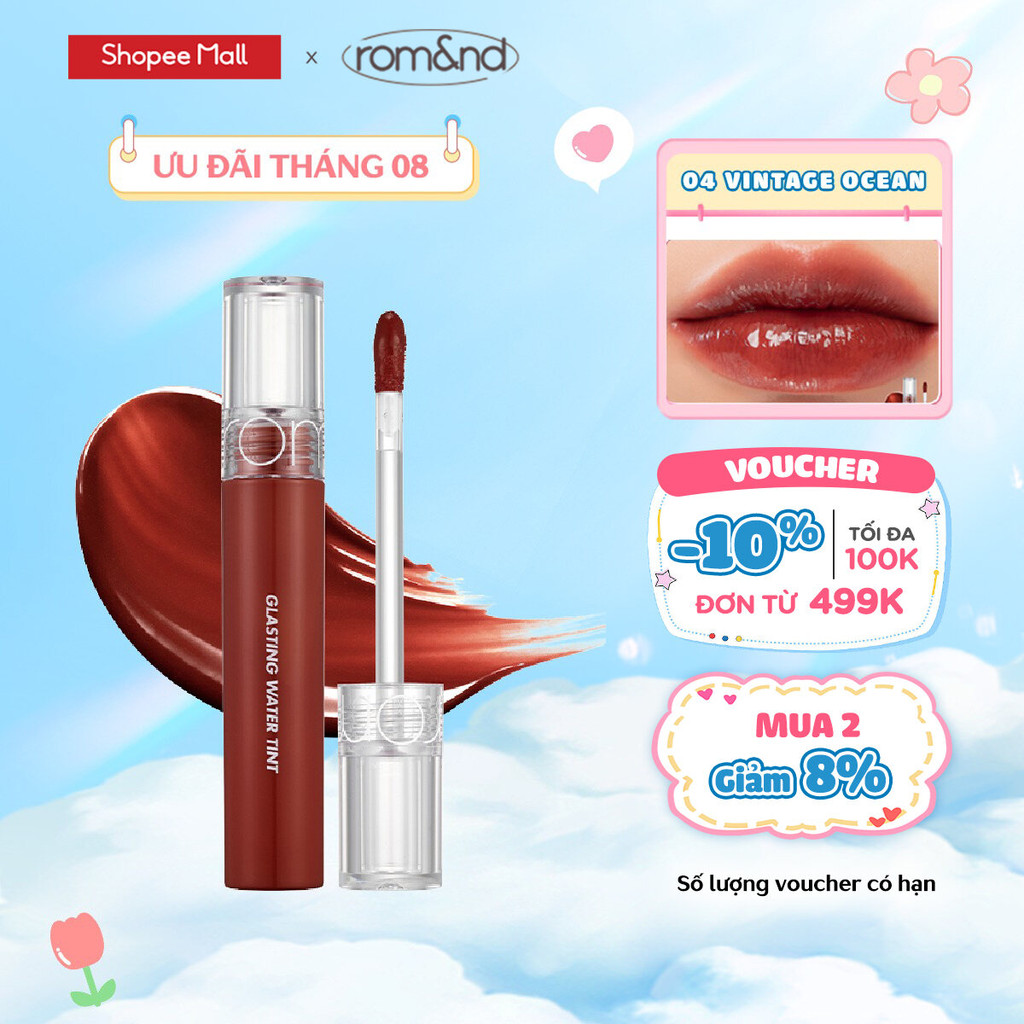 Shopee Mall x rom&nd
ƯU ĐÃI THÁNG 08
04 VINTAGE OCEAN
GLASTING WATER TINT
VOUCHER
-10% TỐI ĐA 100K
ĐƠN TỪ 499K
MUA 2
Giảm 8%
Số lượng voucher có hạn